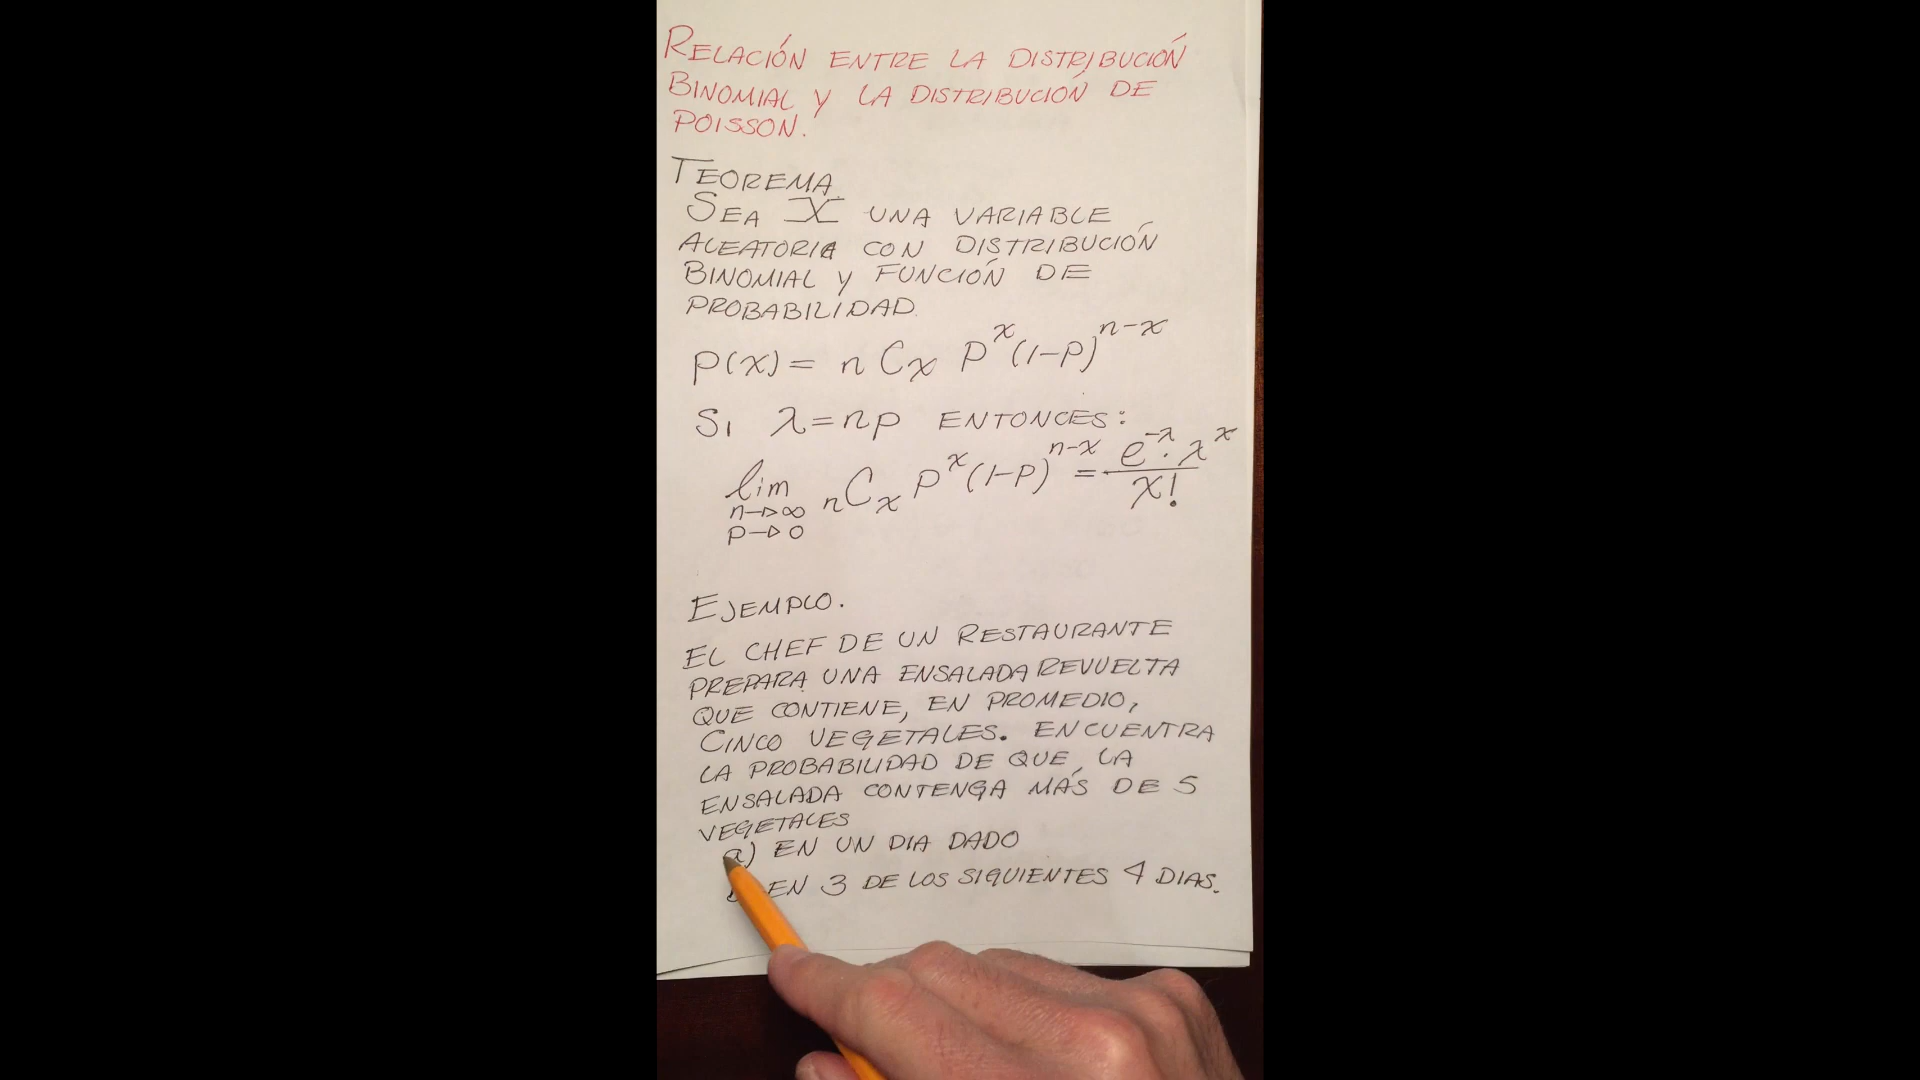 RELACIÓN ENTRE LA DISTRIBUCIÓN
BINOMIAL Y LA DISTRIBUCIÓN DE
POISSON.
TEOREMA
SEA X UNA VARIABLE
ALEATORIA CON DISTRIBUCIÓN
BINOMIAL Y FUNCIÓN DE
PROBABILIDAD.
p(x) = n Cx p^x (1-p)^n-x
SI λ = np ENTONCES:
lim nCx p^x (1-p)^n-x = e^-λ · λ^x / x!
n→∞
p→0
EJEMPLO.
EL CHEF DE UN RESTAURANTE
PREPARA UNA ENSALADA REVUELTA
QUE CONTIENE, EN PROMEDIO,
CINCO VEGETALES. ENCUENTRA
LA PROBABILIDAD DE QUE LA
ENSALADA CONTENGA MÁS DE 5
VEGETALES
a) EN UN DIA DADO
EN 3 DE LOS SIGUIENTES 4 DIAS.